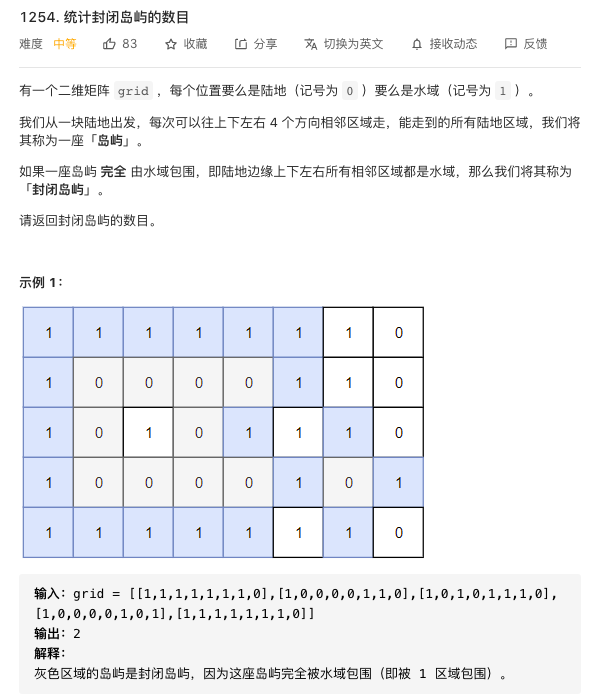 1254. 统计封闭岛屿的数目
难度 中等 83 收藏 分享 切换为英文 接收动态 反馈
有一个二维矩阵 grid ，每个位置要么是陆地（记号为 0 ）要么是水域（记号为 1 ）。
我们从一块陆地出发，每次可以往上下左右 4 个方向相邻区域走，能走到的所有陆地区域，我们将
其称为一座「岛屿」。
如果一座岛屿 完全 由水域包围，即陆地边缘上下左右所有相邻区域都是水域，那么我们将其称为
「封闭岛屿」。
请返回封闭岛屿的数目。
示例 1：
1 1 1 1 1 1 1 0
1 0 0 0 0 1 1 0
1 0 1 0 1 1 1 0
1 0 0 0 0 1 0 1
1 1 1 1 1 1 1 0
输入：grid = [[1,1,1,1,1,1,1,0],[1,0,0,0,0,1,1,0],[1,0,1,0,1,1,1,0],
[1,0,0,0,0,1,0,1],[1,1,1,1,1,1,1,0]]
输出：2
解释：
灰色区域的岛屿是封闭岛屿，因为这座岛屿完全被水域包围（即被 1 区域包围）。